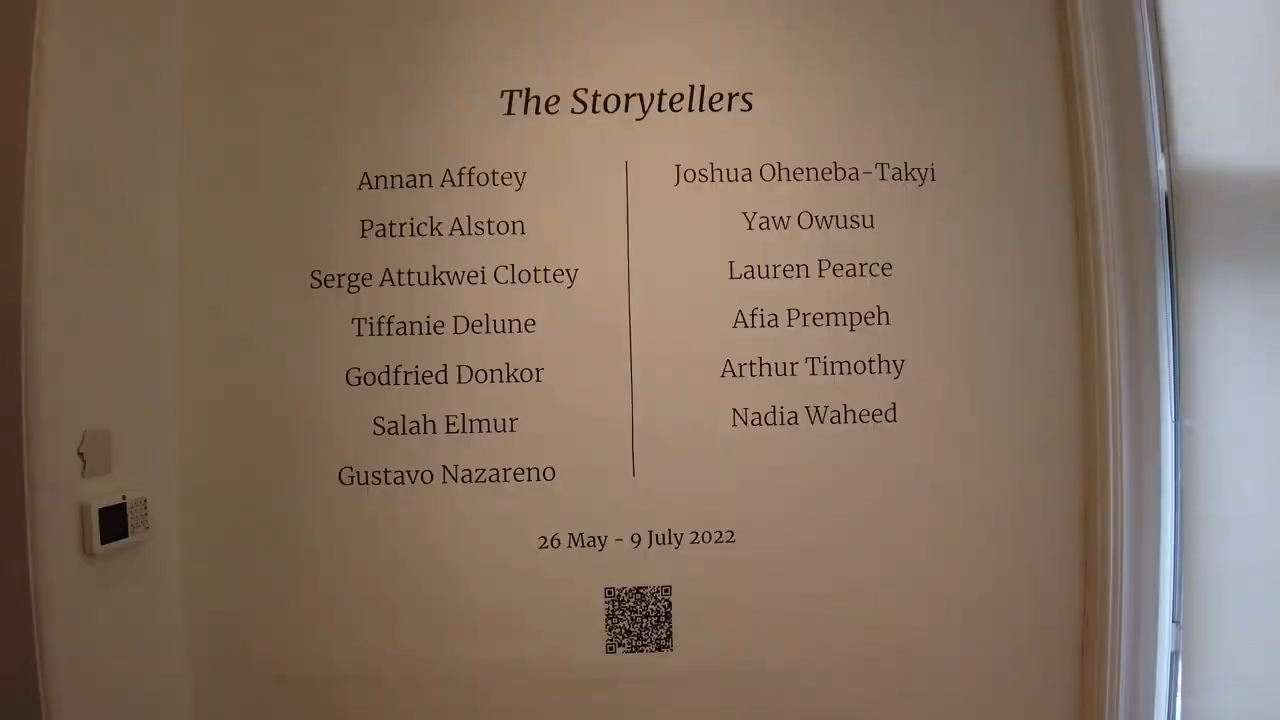 The Storytellers
Annan Affotey
Patrick Alston
Serge Attukwei Clottey
Tiffanie Delune
Godfried Donkor
Salah Elmur
Gustavo Nazareno
Joshua Oheneba-Takyi
Yaw Owusu
Lauren Pearce
Afia Prempeh
Arthur Timothy
Nadia Waheed
26 May - 9 July 2022